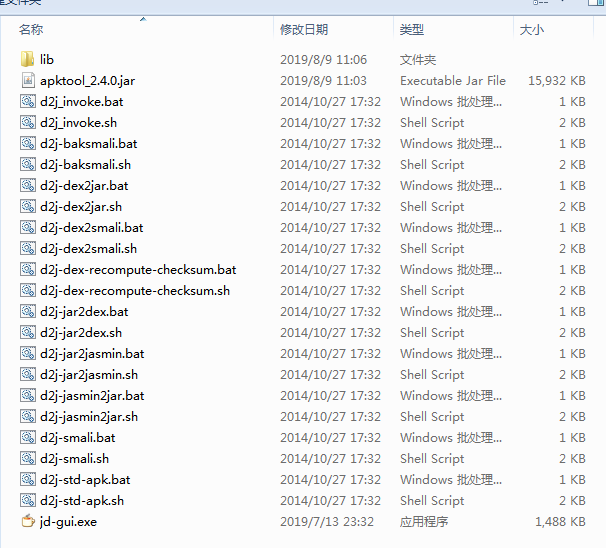 名称 修改日期 类型 大小
lib 2019/8/9 11:06 文件夹
apktool_2.4.0.jar 2019/8/9 11:03 Executable Jar File 15,932 KB
d2j_invoke.bat 2014/10/27 17:32 Windows 批处理... 1 KB
d2j_invoke.sh 2014/10/27 17:32 Shell Script 2 KB
d2j-baksmali.bat 2014/10/27 17:32 Windows 批处理... 1 KB
d2j-baksmali.sh 2014/10/27 17:32 Shell Script 2 KB
d2j-dex2jar.bat 2014/10/27 17:32 Windows 批处理... 1 KB
d2j-dex2jar.sh 2014/10/27 17:32 Shell Script 2 KB
d2j-dex2smali.bat 2014/10/27 17:32 Windows 批处理... 1 KB
d2j-dex2smali.sh 2014/10/27 17:32 Shell Script 2 KB
d2j-dex-recompute-checksum.bat 2014/10/27 17:32 Windows 批处理... 1 KB
d2j-dex-recompute-checksum.sh 2014/10/27 17:32 Shell Script 2 KB
d2j-jar2dex.bat 2014/10/27 17:32 Windows 批处理... 1 KB
d2j-jar2dex.sh 2014/10/27 17:32 Shell Script 2 KB
d2j-jar2jasmin.bat 2014/10/27 17:32 Windows 批处理... 1 KB
d2j-jar2jasmin.sh 2014/10/27 17:32 Shell Script 2 KB
d2j-jasmin2jar.bat 2014/10/27 17:32 Windows 批处理... 1 KB
d2j-jasmin2jar.sh 2014/10/27 17:32 Shell Script 2 KB
d2j-smali.bat 2014/10/27 17:32 Windows 批处理... 1 KB
d2j-smali.sh 2014/10/27 17:32 Shell Script 2 KB
d2j-std-apk.bat 2014/10/27 17:32 Windows 批处理... 1 KB
d2j-std-apk.sh 2014/10/27 17:32 Shell Script 2 KB
jd-gui.exe 2019/7/13 23:32 应用程序 1,488 KB